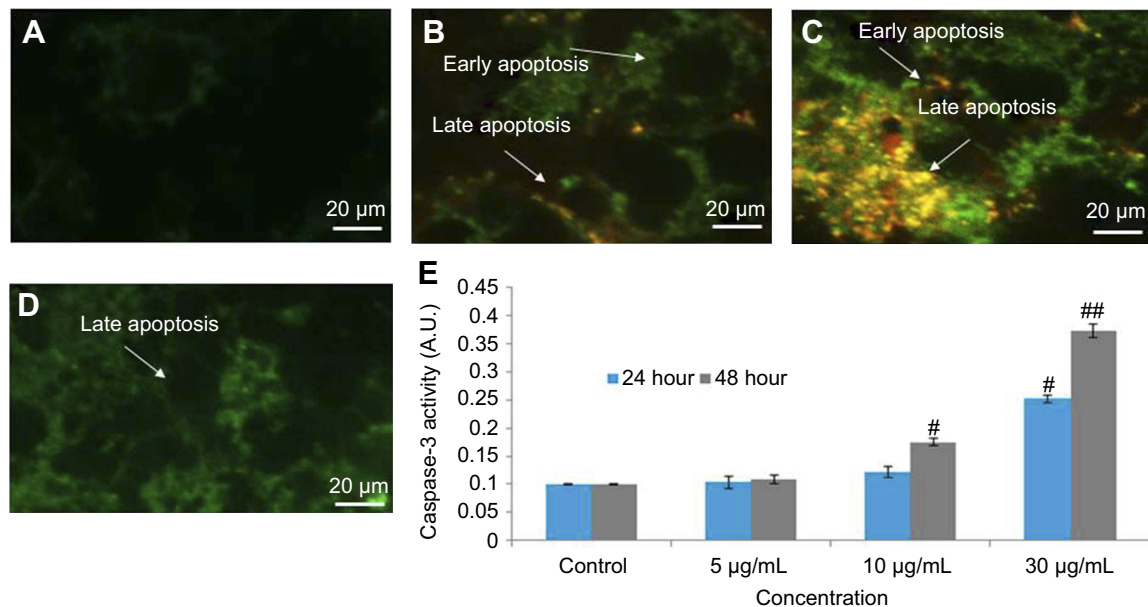 A
20 µm
B
Early apoptosis
Late apoptosis
20 µm
C
Early apoptosis
Late apoptosis
20 µm
D
Late apoptosis
20 µm
E
Caspase-3 activity (A.U.)
0.45
0.4
0.35
0.3
0.25
0.2
0.15
0.1
0.05
0
24 hour 48 hour
#
#
##
Control 5 µg/mL 10 µg/mL 30 µg/mL
Concentration